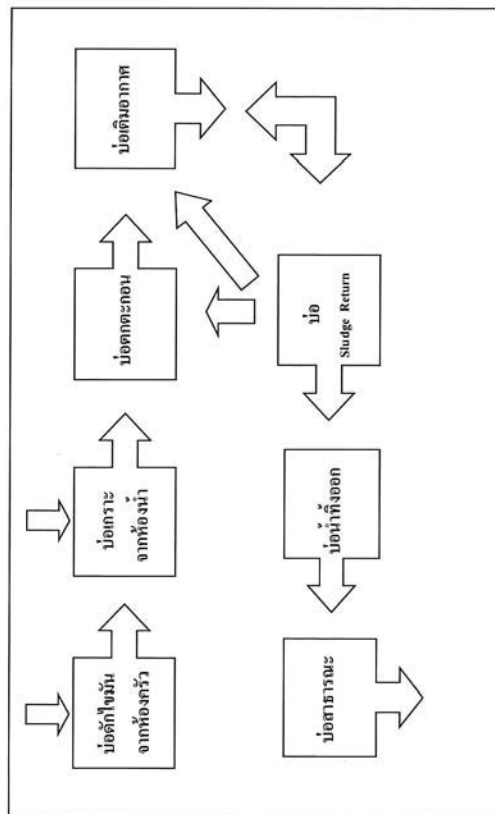 บ่อดักไขมัน
จากห้องครัว
บ่อเกรอะ
จากห้องน้ำ
บ่อตกตะกอน
บ่อเติมอากาศ
บ่อ
Sludge Return
บ่อน้ำทิ้งออก
บ่อสาธารณะ